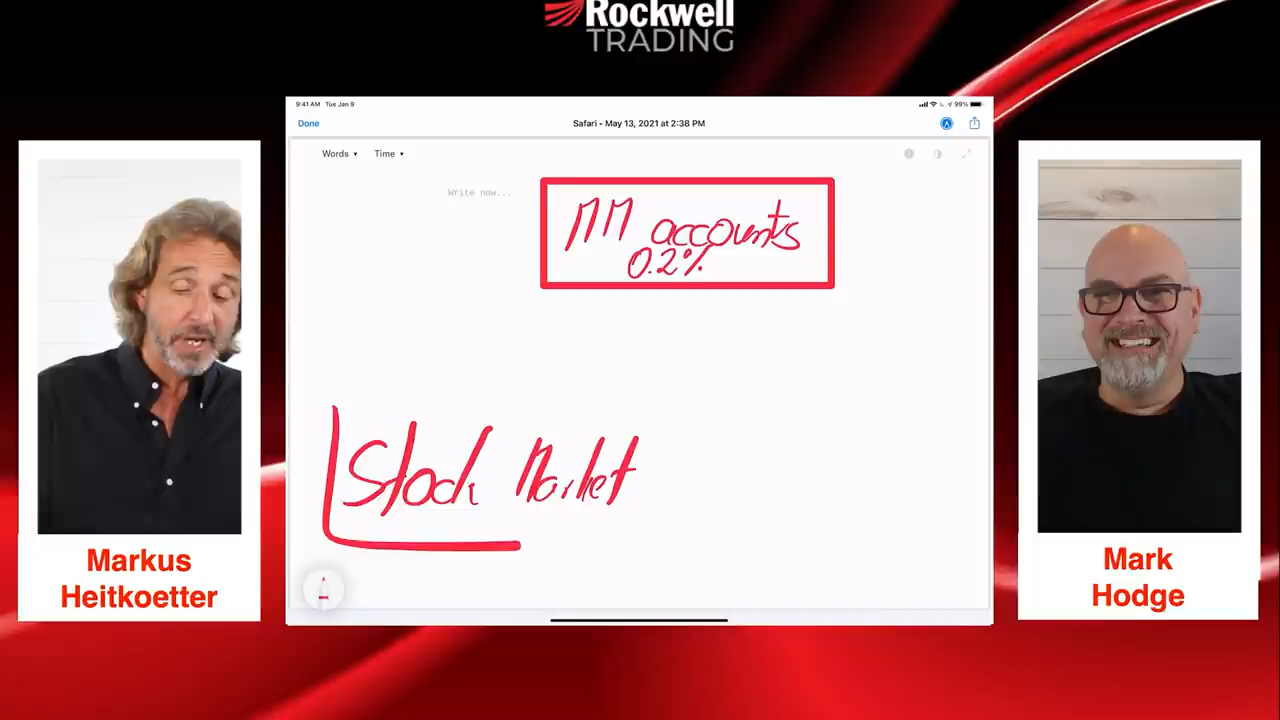 Rockwell
TRADING
9:41 AM Tue Jan 9
99%
Done
Safari - May 13, 2021 at 2:38 PM
Words
Time
Write now...
MM accounts
0.2%
Stock Market
Markus
Heitkoetter
Mark
Hodge